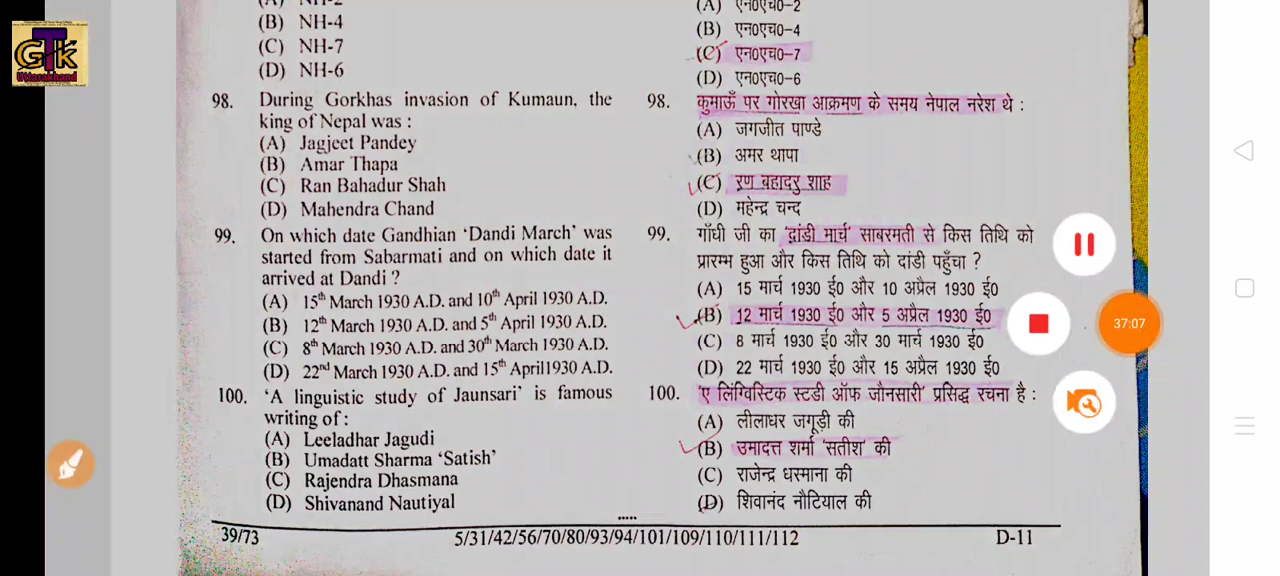 GTK
Uttarakhand
(A) NH-2
(B) NH-4
(C) NH-7
(D) NH-6
98. During Gorkhas invasion of Kumaun, the
king of Nepal was :
(A) Jagjeet Pandey
(B) Amar Thapa
(C) Ran Bahadur Shah
(D) Mahendra Chand
99. On which date Gandhian ‘Dandi March’ was
started from Sabarmati and on which date it
arrived at Dandi ?
(A) 15th March 1930 A.D. and 10th April 1930 A.D.
(B) 12th March 1930 A.D. and 5th April 1930 A.D.
(C) 8th March 1930 A.D. and 30th March 1930 A.D.
(D) 22nd March 1930 A.D. and 15th April1930 A.D.
100. ‘A linguistic study of Jaunsari’ is famous
writing of :
(A) Leeladhar Jagudi
(B) Umadatt Sharma ‘Satish’
(C) Rajendra Dhasmana
(D) Shivanand Nautiyal
(A) एन0एच0-2
(B) एन0एच0-4
(C) एन0एच0-7
(D) एन0एच0-6
98. कुमाऊँ पर गोरखा आक्रमण के समय नेपाल नरेश थे :
(A) जगजीत पाण्डे
(B) अमर थापा
(C) रण बहादुर शाह
(D) महेन्द्र चन्द
99. गाँधी जी का ‘दांडी मार्च’ साबरमती से किस तिथि को
प्रारम्भ हुआ और किस तिथि को दांडी पहुँचा ?
(A) 15 मार्च 1930 ई0 और 10 अप्रैल 1930 ई0
(B) 12 मार्च 1930 ई0 और 5 अप्रैल 1930 ई0
(C) 8 मार्च 1930 ई0 और 30 मार्च 1930 ई0
(D) 22 मार्च 1930 ई0 और 15 अप्रैल 1930 ई0
100. ‘ए लिंग्विस्टिक स्टडी ऑफ जौनसारी’ प्रसिद्ध रचना है :
(A) लीलाधर जगूड़ी की
(B) उमादत्त शर्मा ‘सतीश’ की
(C) राजेन्द्र धस्माना की
(D) शिवानंद नौटियाल की
39/73 5/31/42/56/70/80/93/94/101/109/110/111/112 D-11
37:07